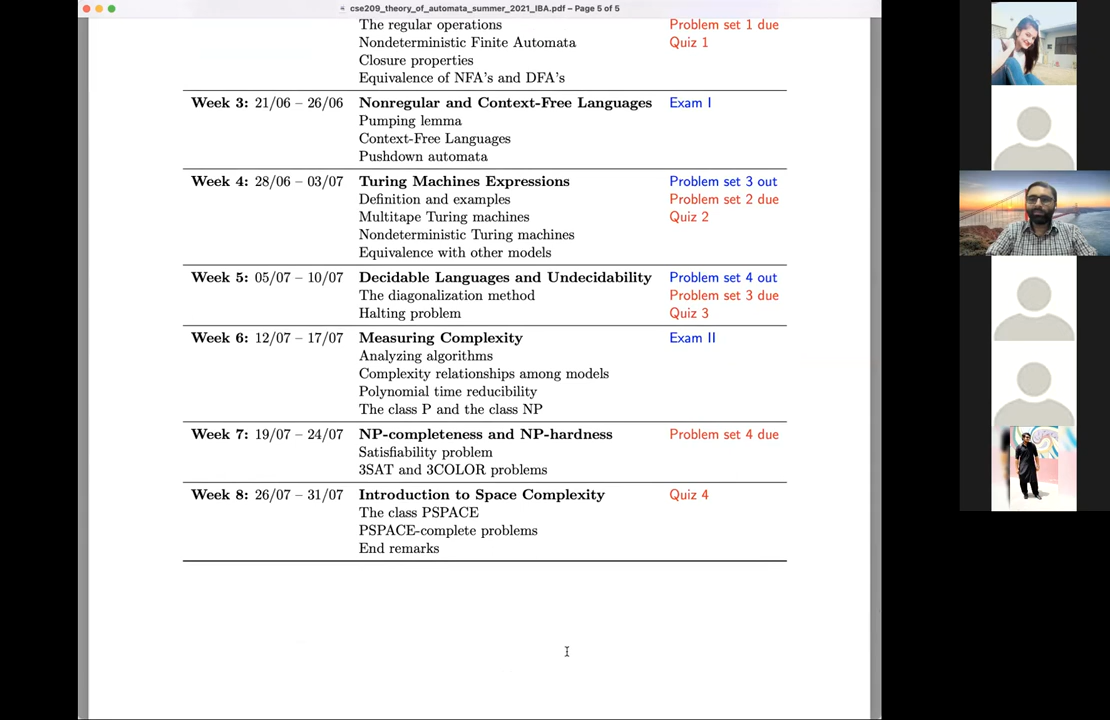 cse209_theory_of_automata_summer_2021_IBA.pdf – Page 5 of 5
The regular operations Problem set 1 due
Nondeterministic Finite Automata Quiz 1
Closure properties
Equivalence of NFA's and DFA's
Week 3: 21/06 – 26/06 Nonregular and Context-Free Languages Exam I
Pumping lemma
Context-Free Languages
Pushdown automata
Week 4: 28/06 – 03/07 Turing Machines Expressions Problem set 3 out
Definition and examples Problem set 2 due
Multitape Turing machines Quiz 2
Nondeterministic Turing machines
Equivalence with other models
Week 5: 05/07 – 10/07 Decidable Languages and Undecidability Problem set 4 out
The diagonalization method Problem set 3 due
Halting problem Quiz 3
Week 6: 12/07 – 17/07 Measuring Complexity Exam II
Analyzing algorithms
Complexity relationships among models
Polynomial time reducibility
The class P and the class NP
Week 7: 19/07 – 24/07 NP-completeness and NP-hardness Problem set 4 due
Satisfiability problem
3SAT and 3COLOR problems
Week 8: 26/07 – 31/07 Introduction to Space Complexity Quiz 4
The class PSPACE
PSPACE-complete problems
End remarks